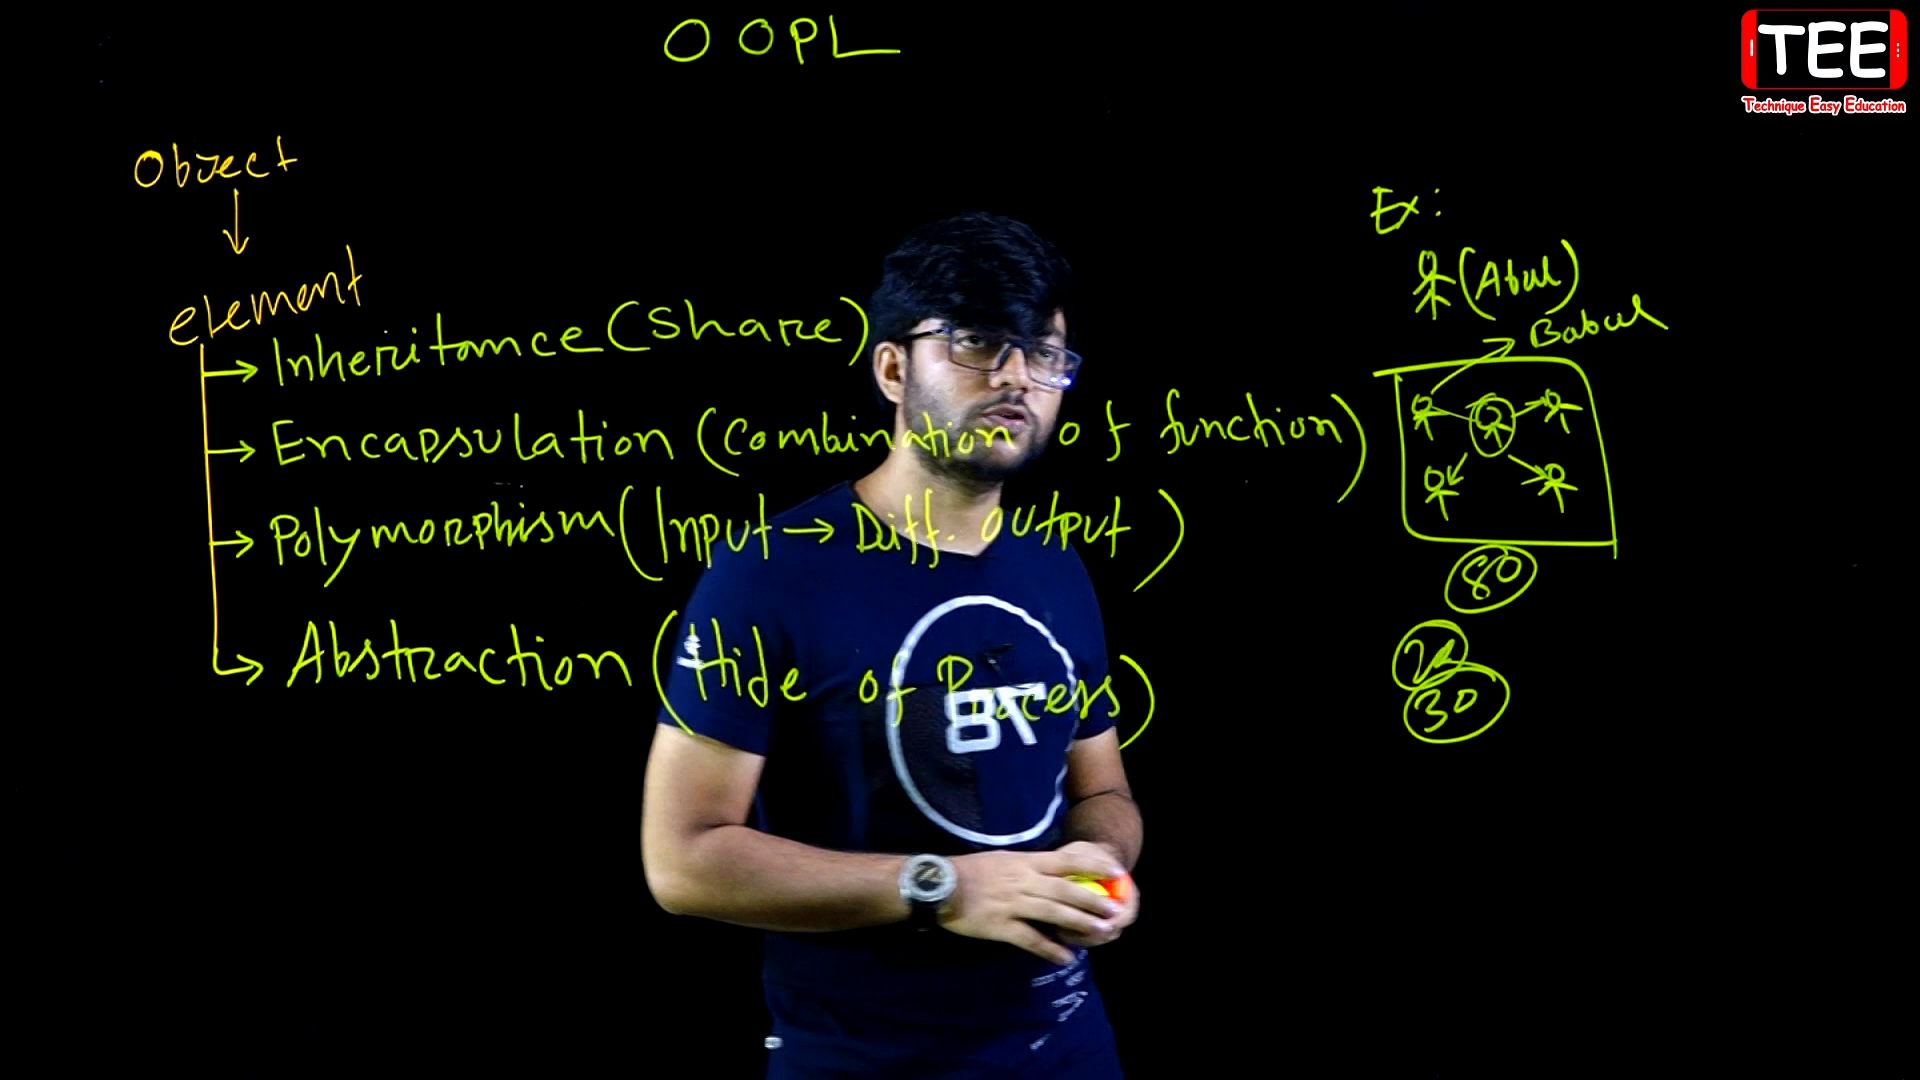 OOPL
TEE
Technique Easy Education
Object
element
Inheritance (Share)
Encapsulation (Combination of function)
Polymorphism (Input → Diff. output)
Abstraction (Hide of Process)
Ex:
(Abul)
Babul
80
30